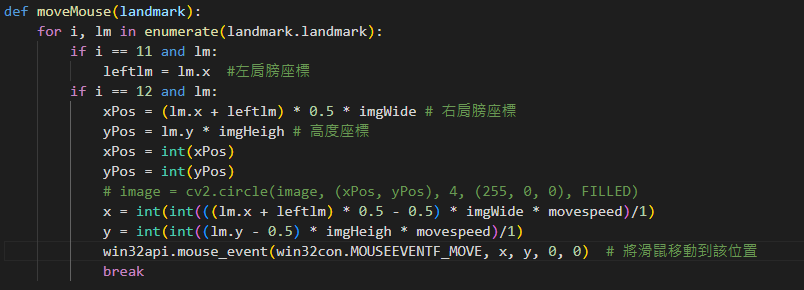 def moveMouse(landmark):
    for i, lm in enumerate(landmark.landmark):
        if i == 11 and lm:
            leftlm = lm.x  #左肩膀座標
        if i == 12 and lm:
            xPos = (lm.x + leftlm) * 0.5 * imgWide # 右肩膀座標
            yPos = lm.y * imgHeigh # 高度座標
            xPos = int(xPos)
            yPos = int(yPos)
            # image = cv2.circle(image, (xPos, yPos), 4, (255, 0, 0), FILLED)
            x = int(int(((lm.x + leftlm) * 0.5 - 0.5) * imgWide * movespeed)/1)
            y = int(int((lm.y - 0.5) * imgHeigh * movespeed)/1)
            win32api.mouse_event(win32con.MOUSEEVENTF_MOVE, x, y, 0, 0)  # 將滑鼠移動到該位置
            break